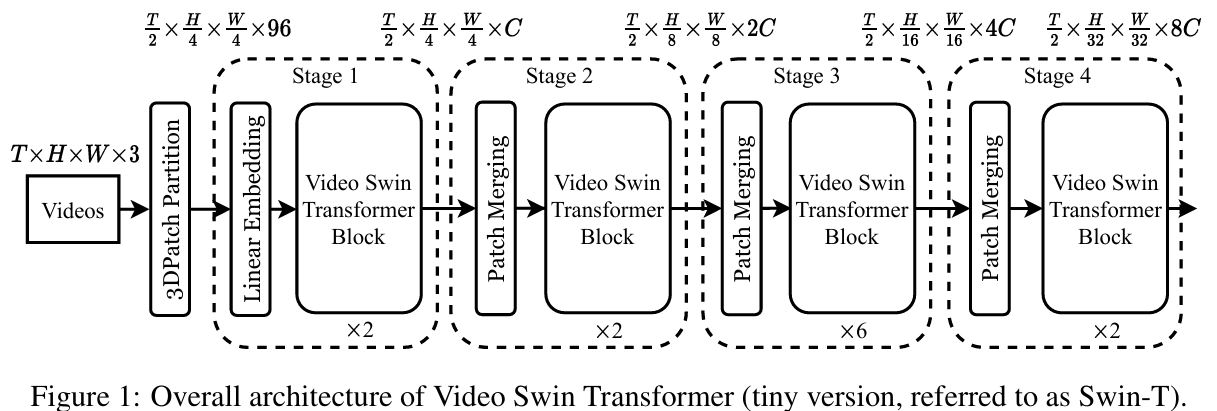 T/2×H/4×W/4×96 T/2×H/4×W/4×C T/2×H/8×W/8×2C T/2×H/16×W/16×4C T/2×H/32×W/32×8C
Stage 1 Stage 2 Stage 3 Stage 4
T×H×W×3
Videos
3DPatch Partition
Linear Embedding
Video Swin
Transformer
Block
×2
Patch Merging
Video Swin
Transformer
Block
×2
Patch Merging
Video Swin
Transformer
Block
×6
Patch Merging
Video Swin
Transformer
Block
×2
Figure 1: Overall architecture of Video Swin Transformer (tiny version, referred to as Swin-T).